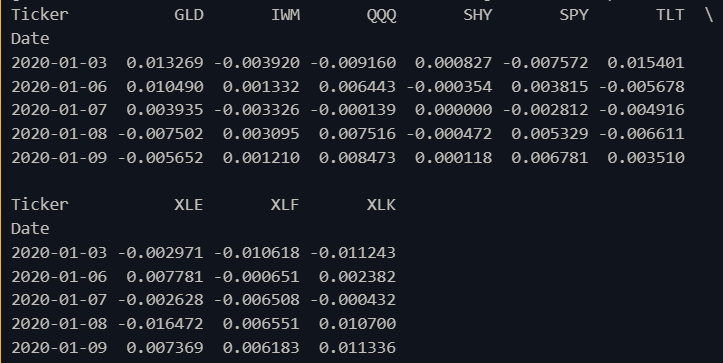 Ticker GLD IWM QQQ SHY SPY TLT \
Date
2020-01-03 0.013269 -0.003920 -0.009160 0.000827 -0.007572 0.015401
2020-01-06 0.010490 0.001332 0.006443 -0.000354 0.003815 -0.005678
2020-01-07 0.003935 -0.003326 -0.000139 0.000000 -0.002812 -0.004916
2020-01-08 -0.007502 0.003095 0.007516 -0.000472 0.005329 -0.006611
2020-01-09 -0.005652 0.001210 0.008473 0.000118 0.006781 0.003510
Ticker XLE XLF XLK
Date
2020-01-03 -0.002971 -0.010618 -0.011243
2020-01-06 0.007781 -0.000651 0.002382
2020-01-07 -0.002628 -0.006508 -0.000432
2020-01-08 -0.016472 0.006551 0.010700
2020-01-09 0.007369 0.006183 0.011336